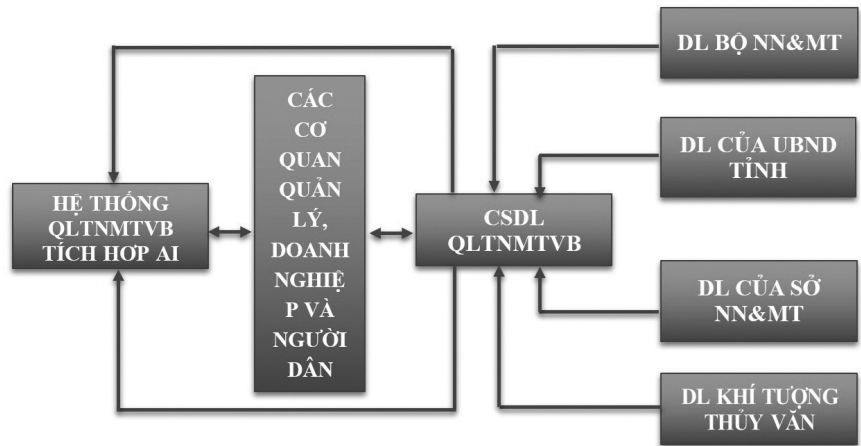 HỆ THỐNG
QLTNMTVB
TÍCH HỢP AI
CÁC
CƠ
QUAN
QUẢN
LÝ,
DOANH
NGHIỆ
P VÀ
NGƯỜI
DÂN
CSDL
QLTNMTVB
DL BỘ NN&MT
DL CỦA UBND
TỈNH
DL CỦA SỞ
NN&MT
DL KHÍ TƯỢNG
THỦY VĂN